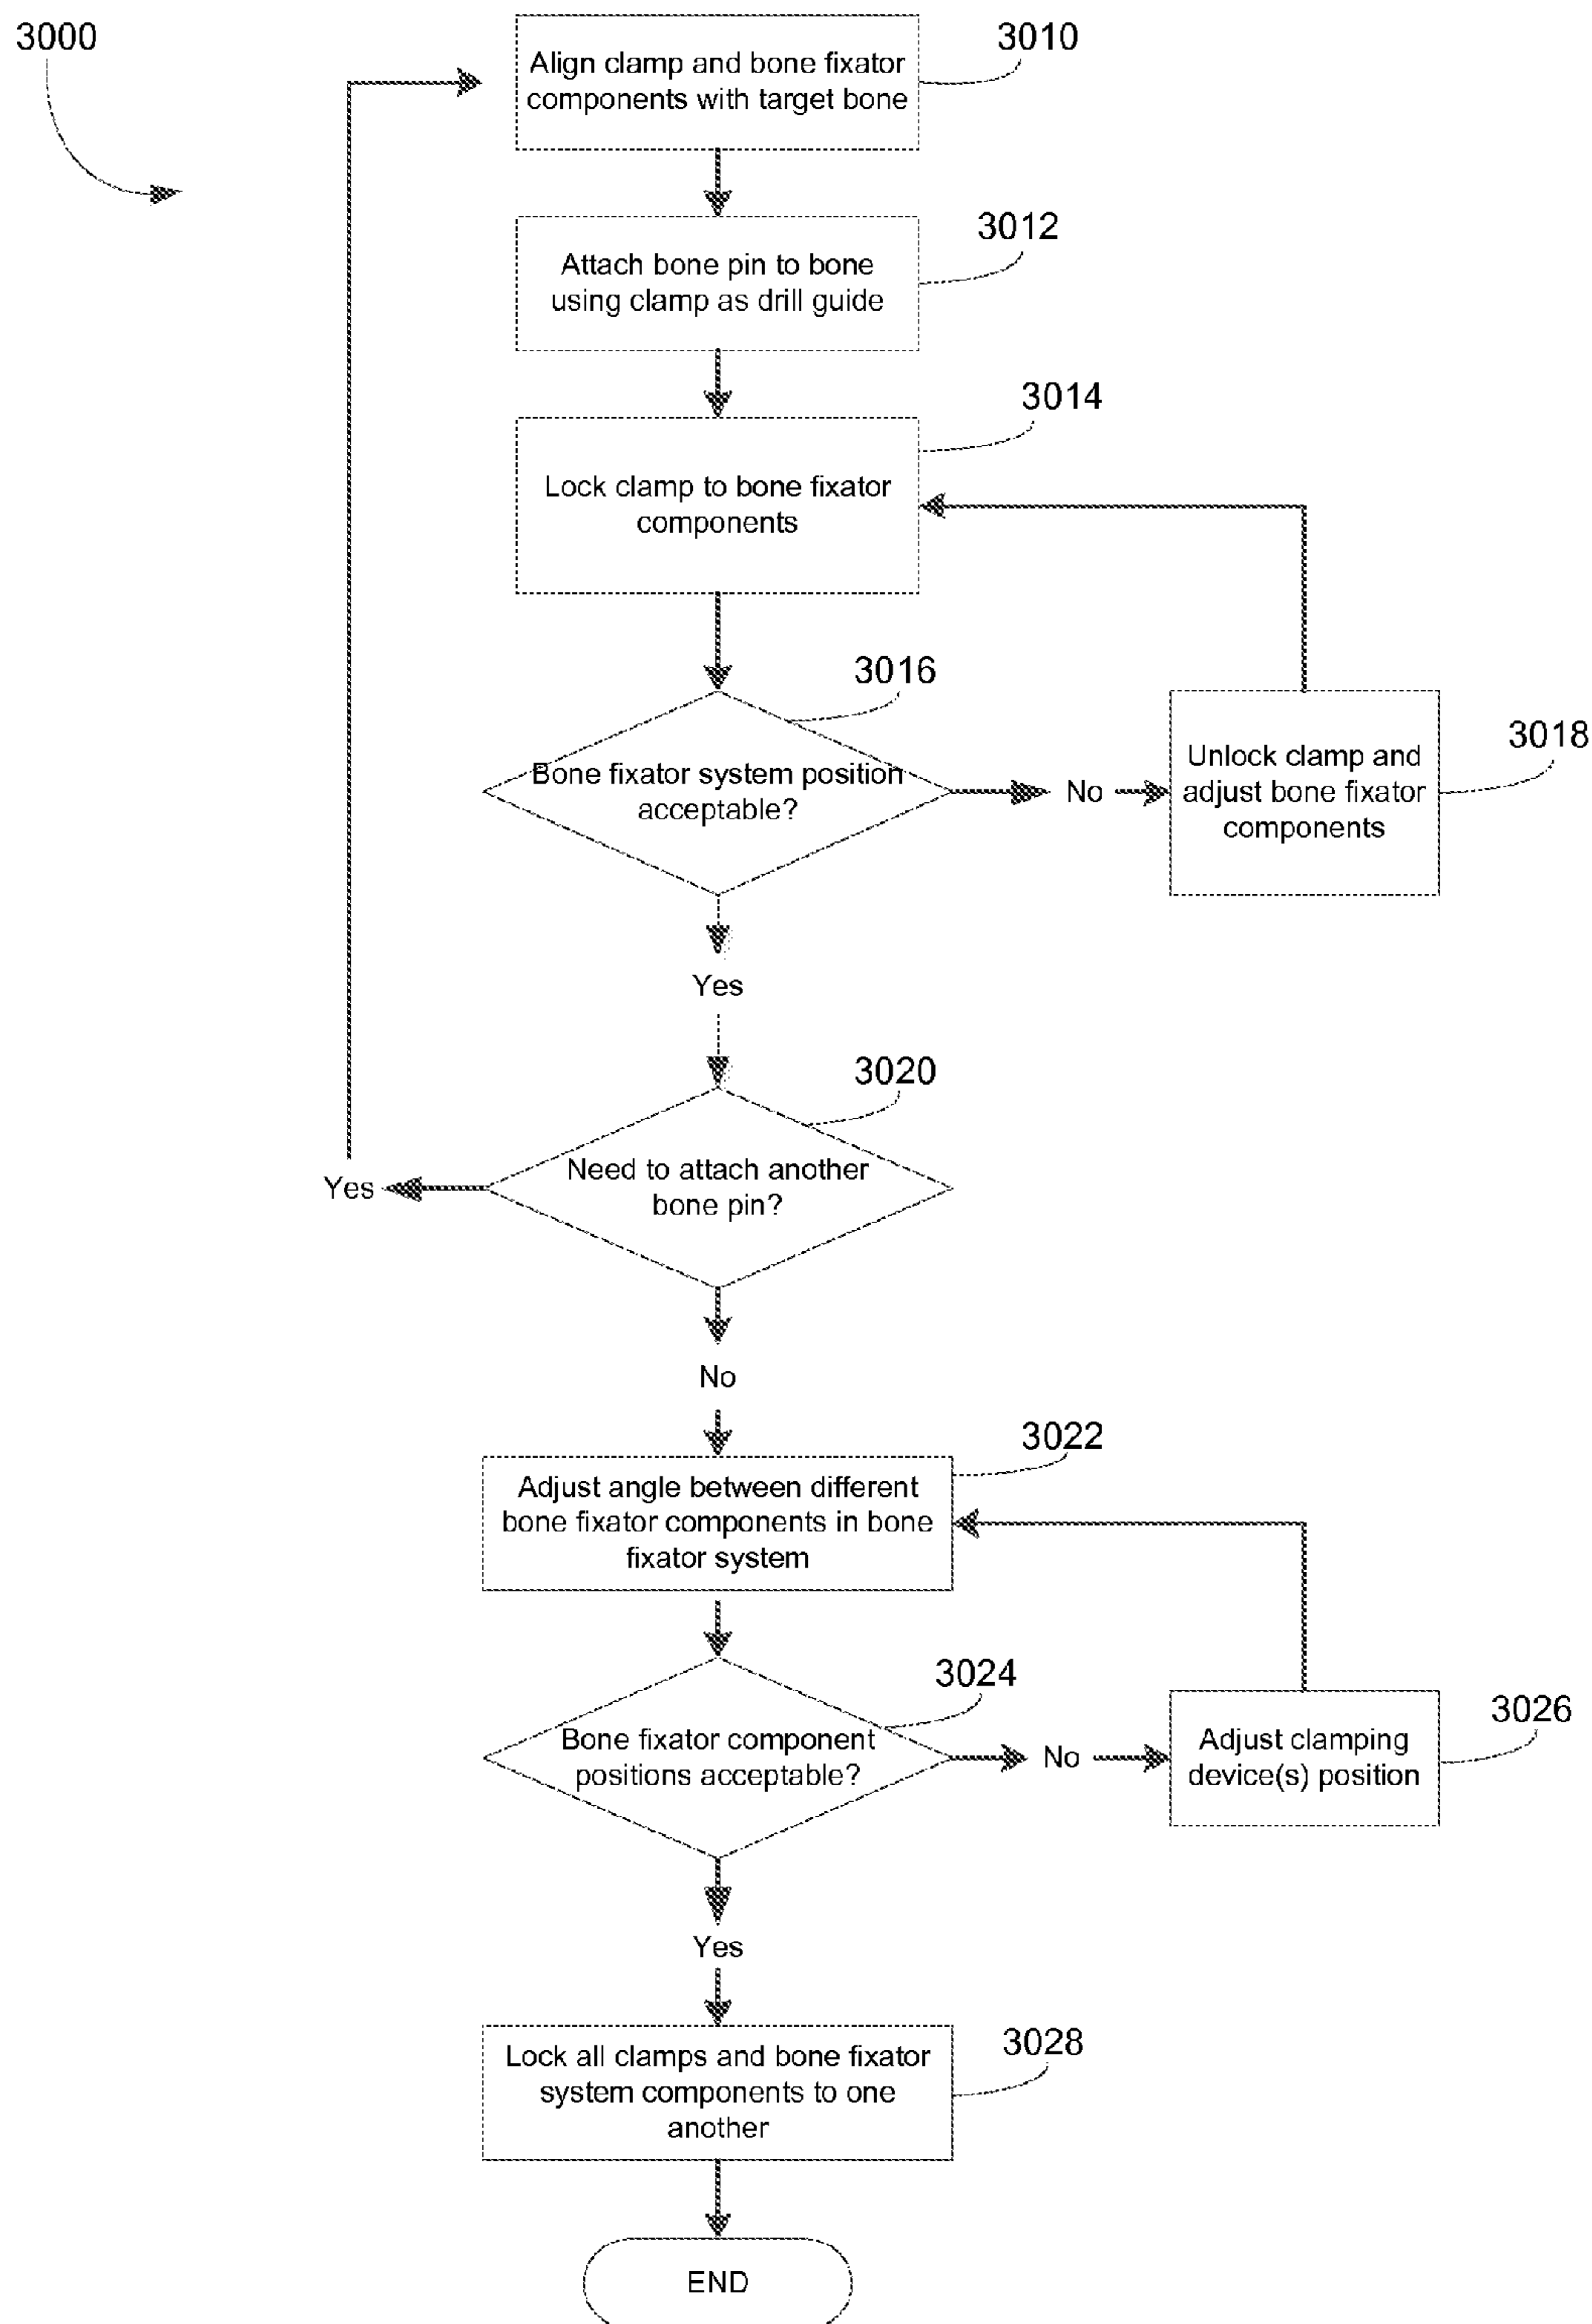 3000
3010
Align clamp and bone fixator
components with target bone
3012
Attach bone pin to bone
using clamp as drill guide
3014
Lock clamp to bone fixator
components
3016
Bone fixator system position
acceptable?
No
3018
Unlock clamp and
adjust bone fixator
components
Yes
3020
Need to attach another
bone pin?
Yes
No
3022
Adjust angle between different
bone fixator components in bone
fixator system
3024
Bone fixator component
positions acceptable?
No
3026
Adjust clamping
device(s) position
Yes
3028
Lock all clamps and bone fixator
system components to one
another
END